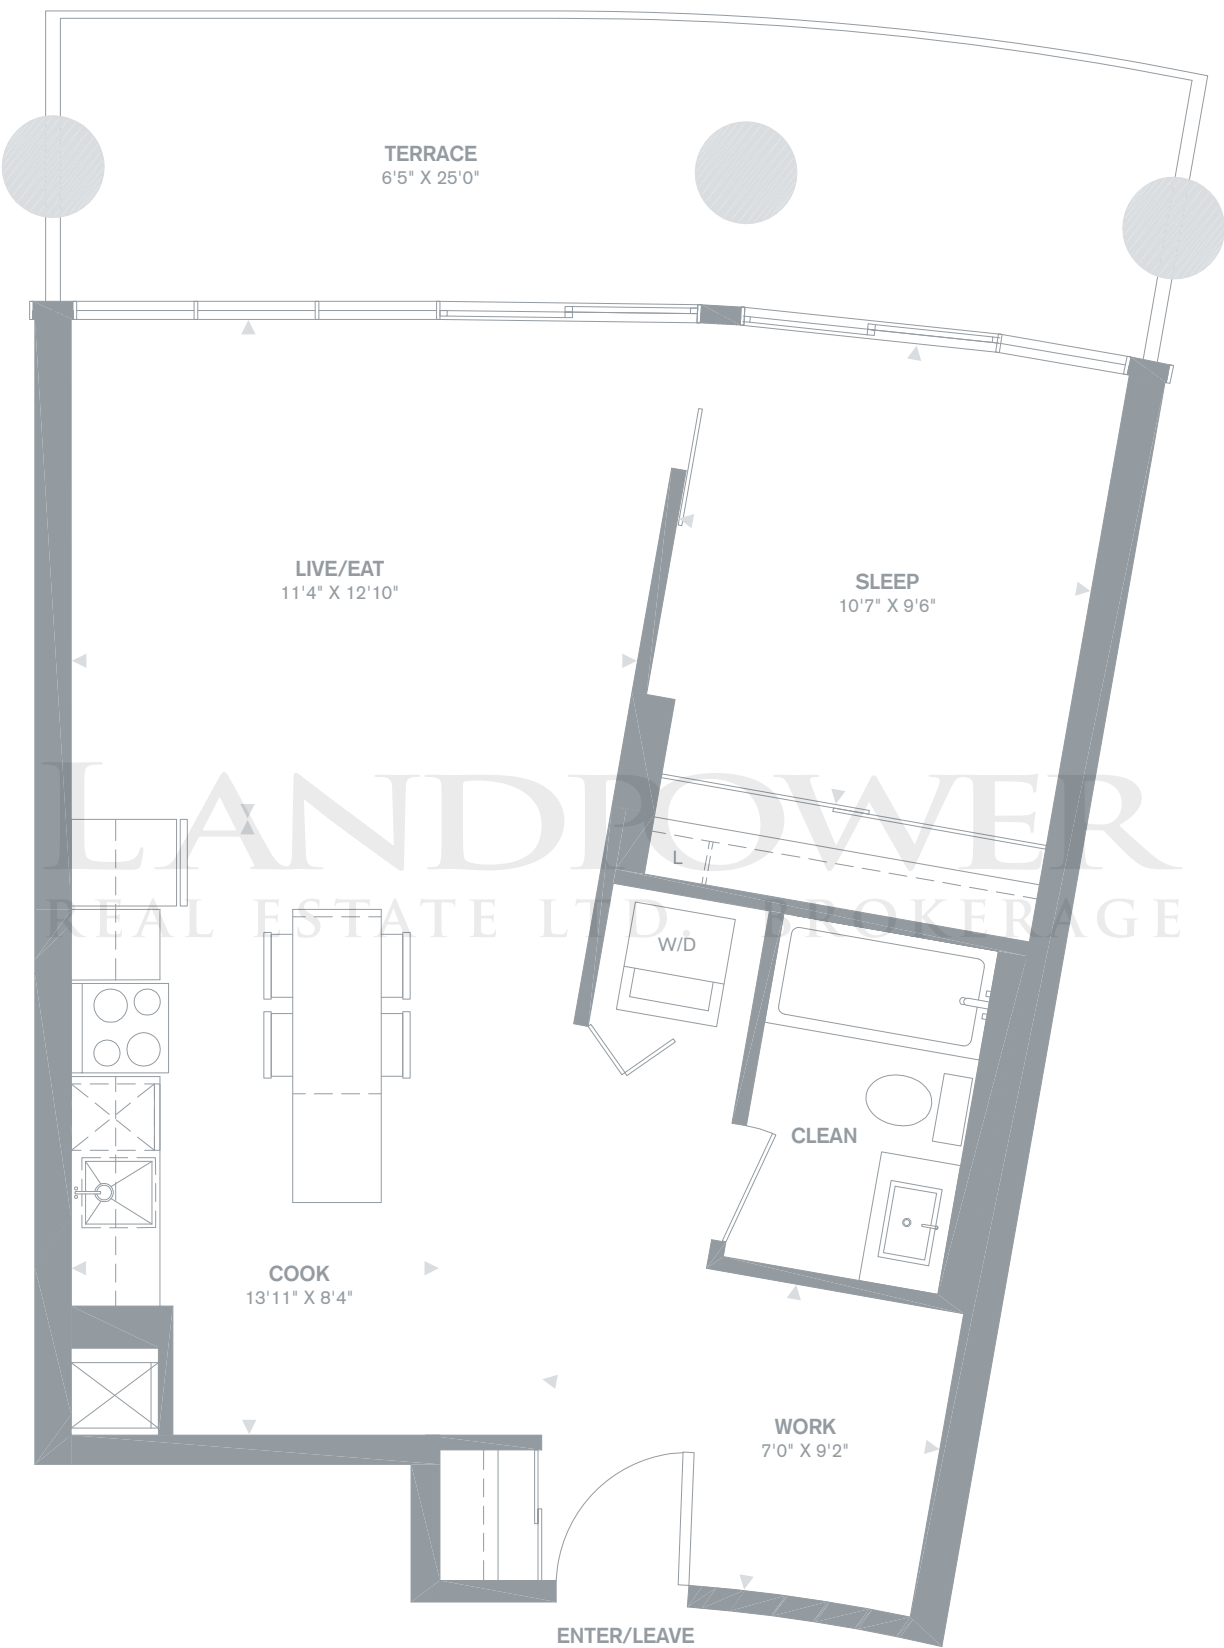 TERRACE
6'5" X 25'0"
LIVE/EAT
11'4" X 12'10"
SLEEP
10'7" X 9'6"
LANDPOWER
L
REAL ESTATE LTD. BROKERAGE
W/D
CLEAN
COOK
13'11" X 8'4"
WORK
7'0" X 9'2"
ENTER/LEAVE